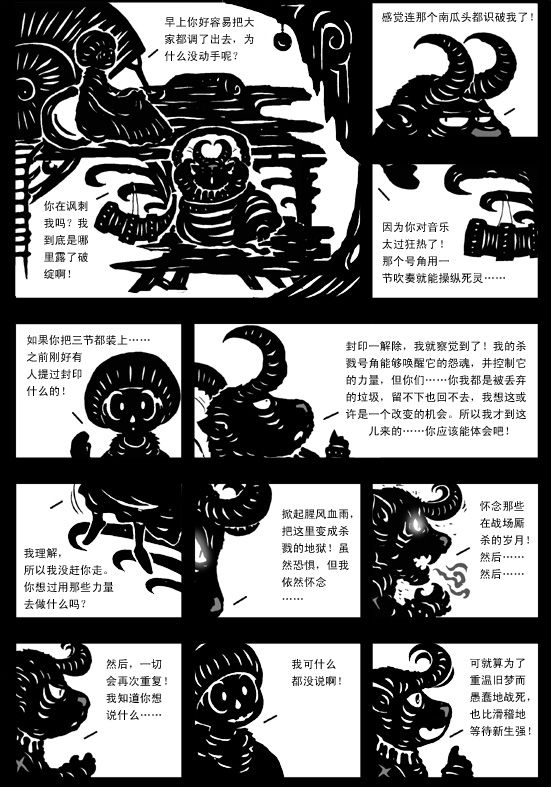 早上你好容易把大
家都调了出去，为
什么没动手呢？
你在讽刺
我吗？我
到底是哪
里露了破
绽啊！
感觉连那个南瓜头都识破我了！
因为你对音乐
太过狂热了！
那个号角用一
节吹奏就能操纵死灵……
如果你把三节都装上……
之前刚好有
人提过封印
什么的！
封印一解除，我就察觉到了！我的杀
戮号角能够唤醒它的怨魂，并控制它
的力量，但你们……你我都是被丢弃
的垃圾，留不下也回不去，我想这或
许是一个改变的机会。所以我才到这
儿来的……你应该能体会吧！
我理解，
所以我没赶你走。
你想过用那些力量
去做什么吗？
掀起腥风血雨，
把这里变成杀
戮的地狱！虽
然恐惧，但我
依然怀念
……
怀念那些
在战场厮
杀的岁月！
然后……
然后……
然后，一切
会再次重复！
我知道你想
说什么……
我可什么
都没说啊！
可就算为了
重温旧梦而
愚蠢地战死，
也比滑稽地
等待新生强！